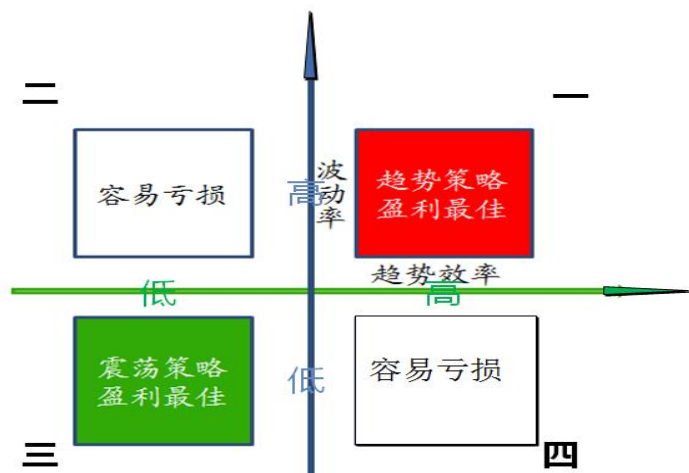 二
一
容易亏损
高
波动率
趋势策略
盈利最佳
趋势效率
低
高
震荡策略
盈利最佳
低
容易亏损
三
四